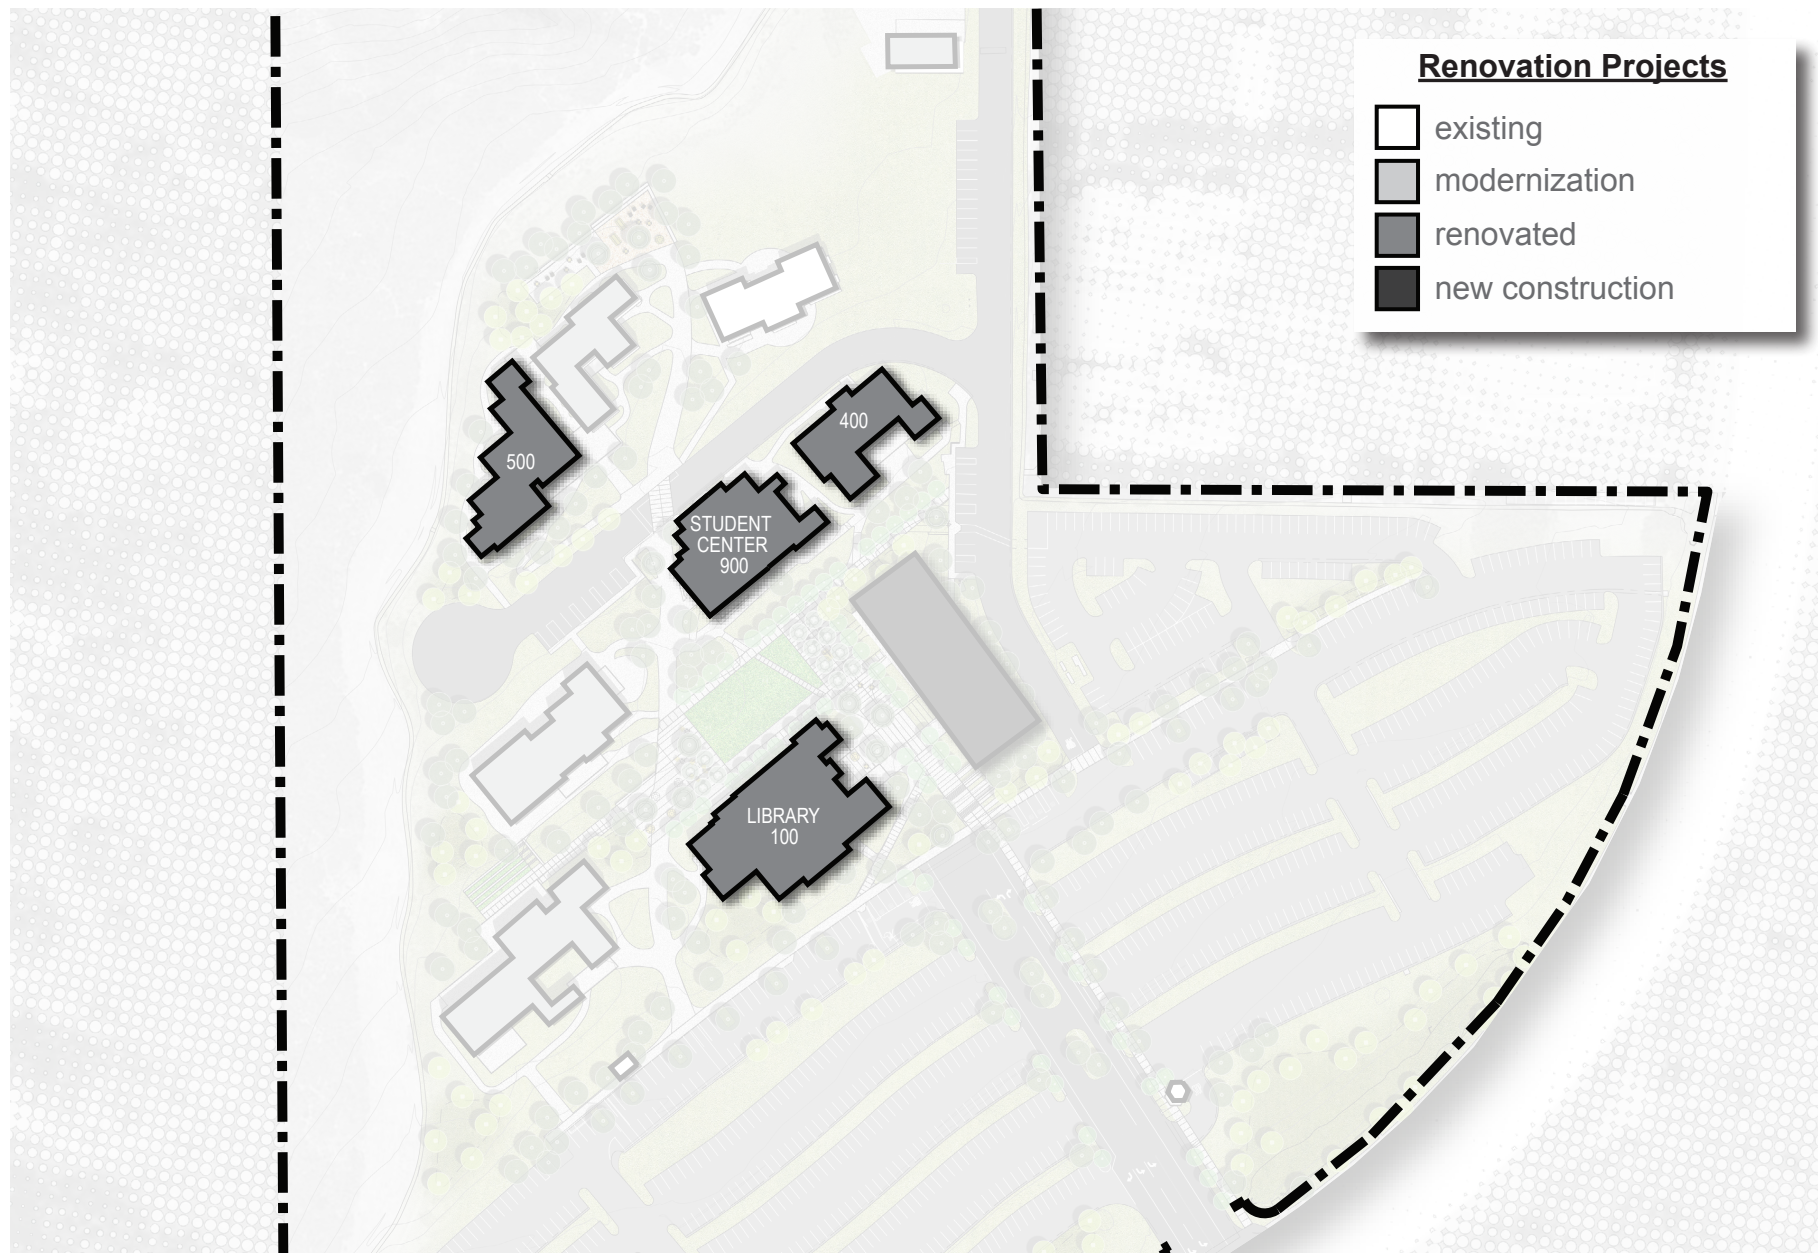 Renovation Projects
existing
modernization
renovated
new construction
400
500
STUDENT
CENTER
900
LIBRARY
100